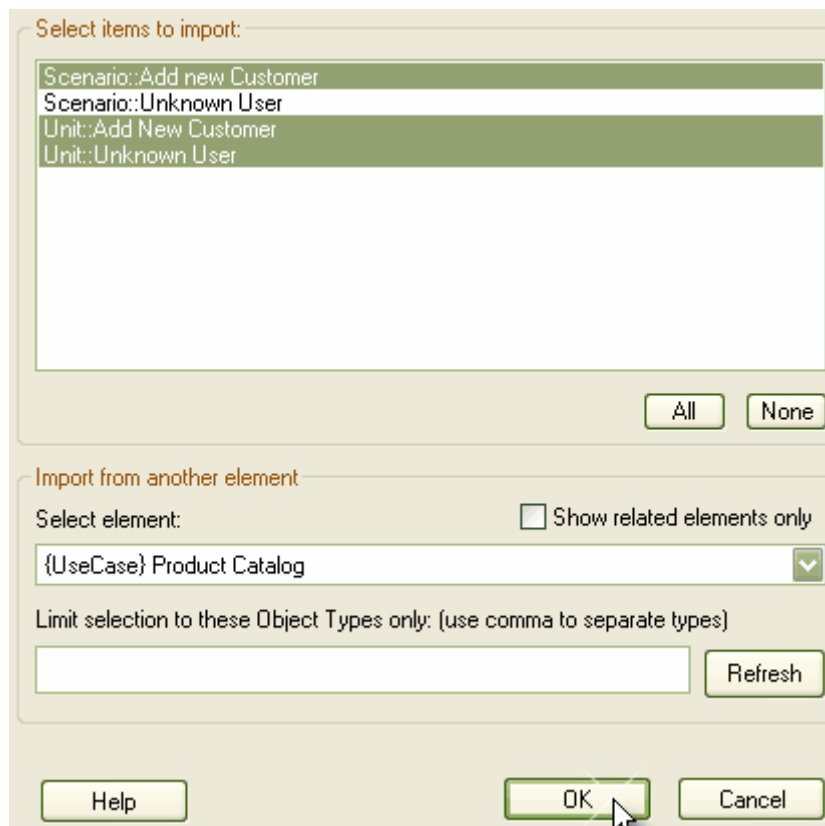 Select items to import:
Scenario::Add new Customer
Scenario::Unknown User
Unit::Add New Customer
Unit::Unknown User
All None
Import from another element
Select element: Show related elements only
{UseCase} Product Catalog
Limit selection to these Object Types only: (use comma to separate types)
Refresh
Help OK Cancel